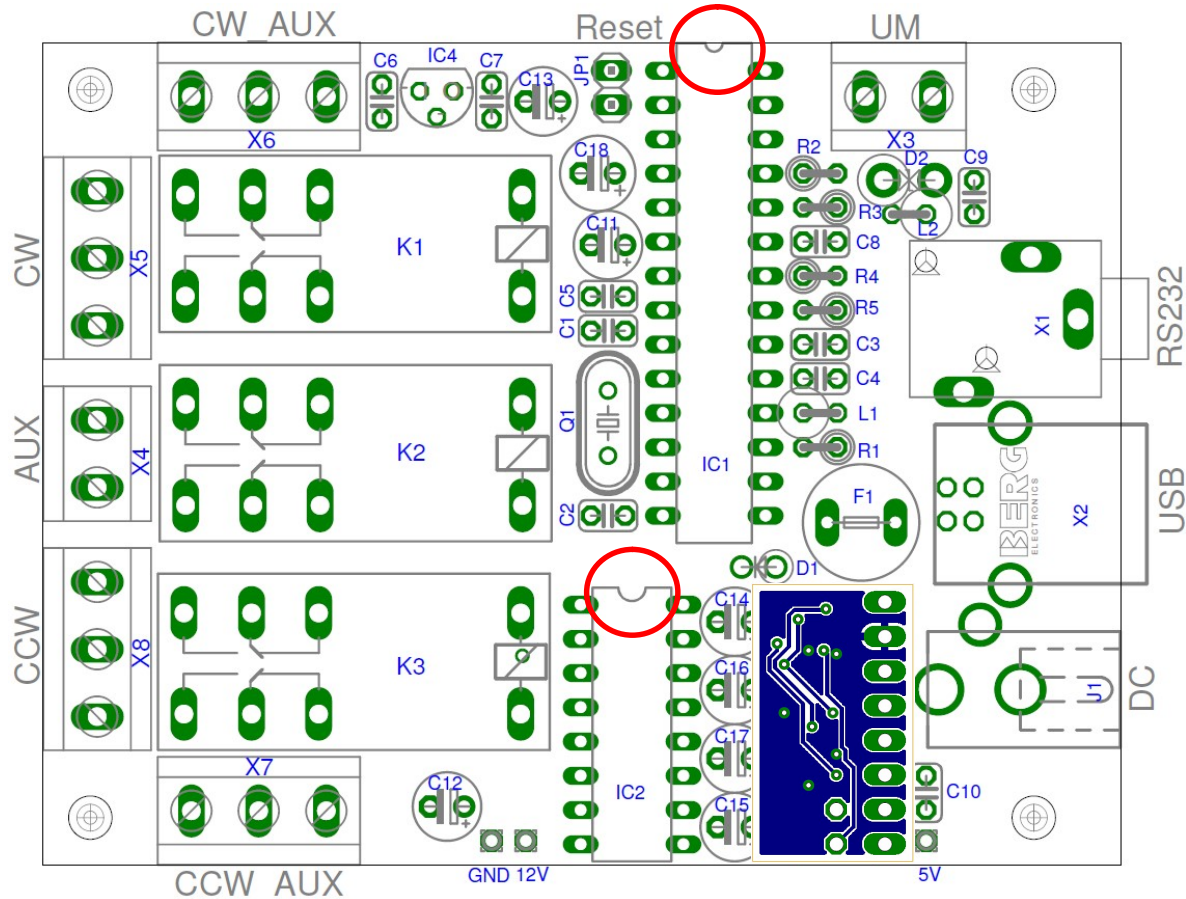 CW_AUX
Reset
UM
C6
IC4
C7
C13
JP1
X6
X3
C18
R2
D2
C9
CW
X5
K1
C11
R3
L2
C8
C5
R4
X1
RS232
C1
R5
C3
C4
AUX
X4
K2
Q1
L1
R1
IC1
F1
BERG
ELECTRONICS
X2
USB
C2
D1
CCW
X8
K3
C14
C16
J1
DC
C17
X7
C12
IC2
C15
C10
GND 12V
5V
CCW_AUX
+
+
+
+